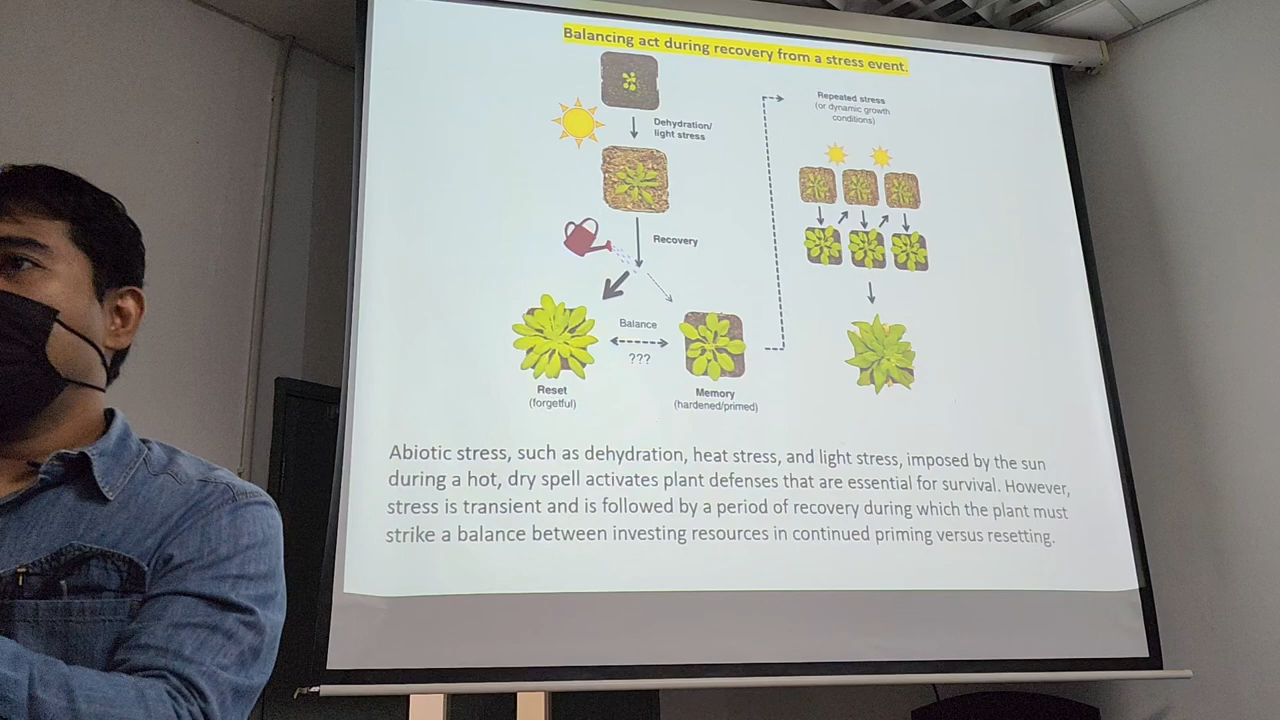 Balancing act during recovery from a stress event.
Dehydration/
light stress
Recovery
Balance
???
Reset
(forgetful)
Memory
(hardened/primed)
Repeated stress
(or dynamic growth
conditions)
Abiotic stress, such as dehydration, heat stress, and light stress, imposed by the sun
during a hot, dry spell activates plant defenses that are essential for survival. However,
stress is transient and is followed by a period of recovery during which the plant must
strike a balance between investing resources in continued priming versus resetting.